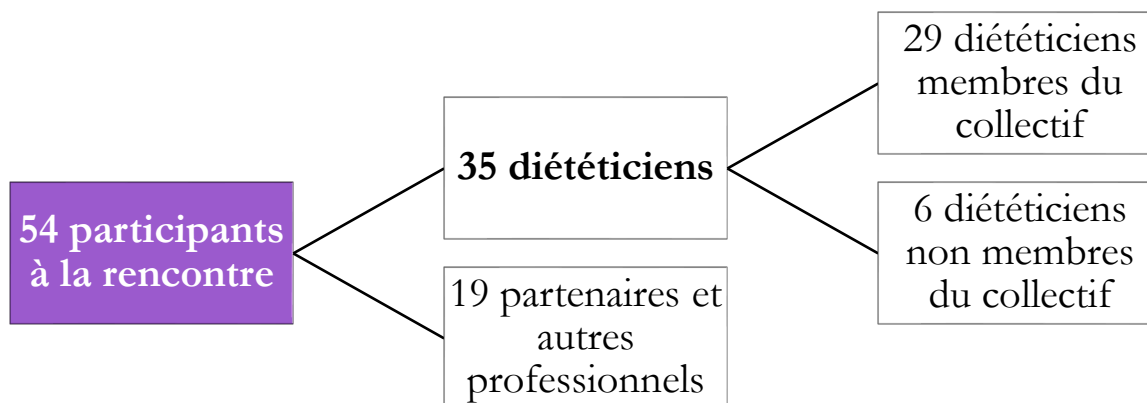 54 participants
à la rencontre
35 diététiciens
19 partenaires et
autres
professionnels
29 diététiciens
membres du
collectif
6 diététiciens
non membres
du collectif